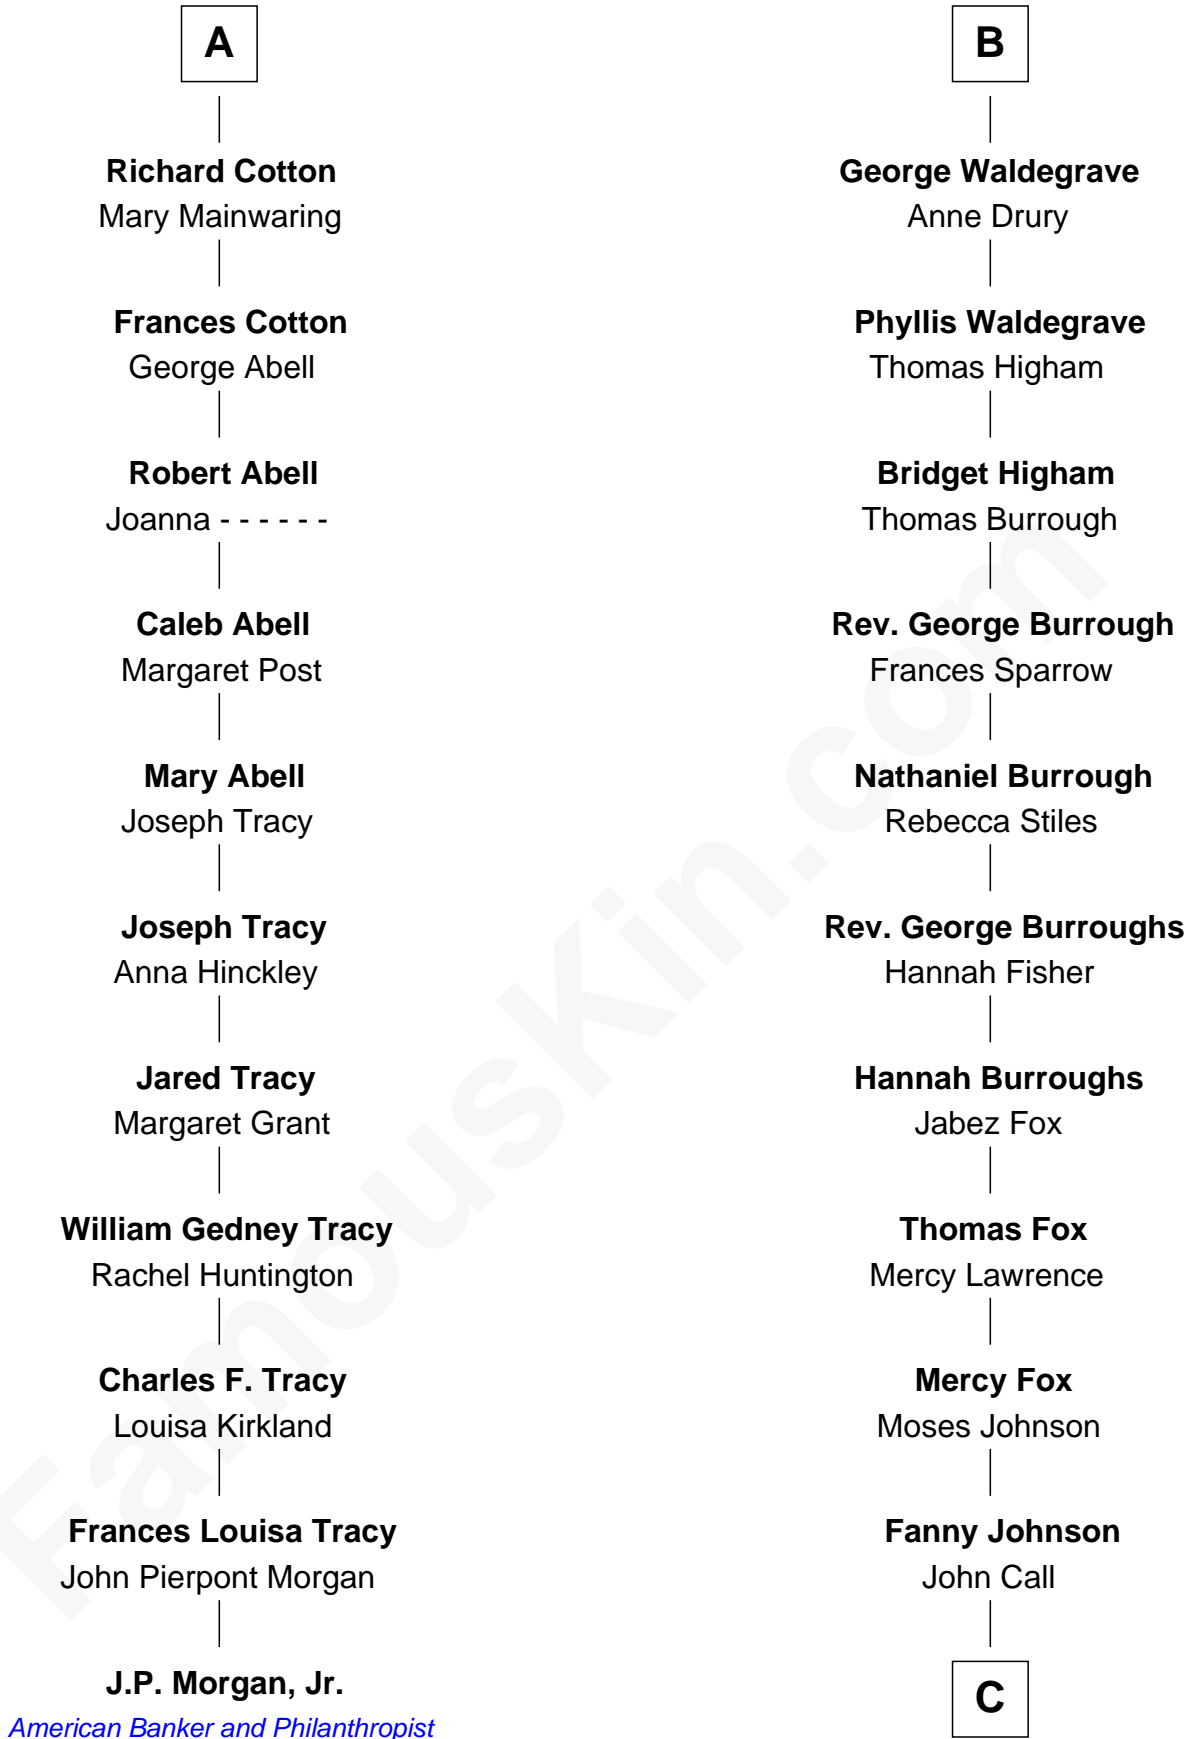 A
Richard Cotton
Mary Mainwaring
Frances Cotton
George Abell
Robert Abell
Joanna - - - - - -
Caleb Abell
Margaret Post
Mary Abell
Joseph Tracy
Joseph Tracy
Anna Hinckley
Jared Tracy
Margaret Grant
William Gedney Tracy
Rachel Huntington
Charles F. Tracy
Louisa Kirkland
Frances Louisa Tracy
John Pierpont Morgan
J.P. Morgan, Jr.
American Banker and Philanthropist
B
George Waldegrave
Anne Drury
Phyllis Waldegrave
Thomas Higham
Bridget Higham
Thomas Burrough
Rev. George Burrough
Frances Sparrow
Nathaniel Burrough
Rebecca Stiles
Rev. George Burroughs
Hannah Fisher
Hannah Burroughs
Jabez Fox
Thomas Fox
Mercy Lawrence
Mercy Fox
Moses Johnson
Fanny Johnson
John Call
C
FamousKin.com